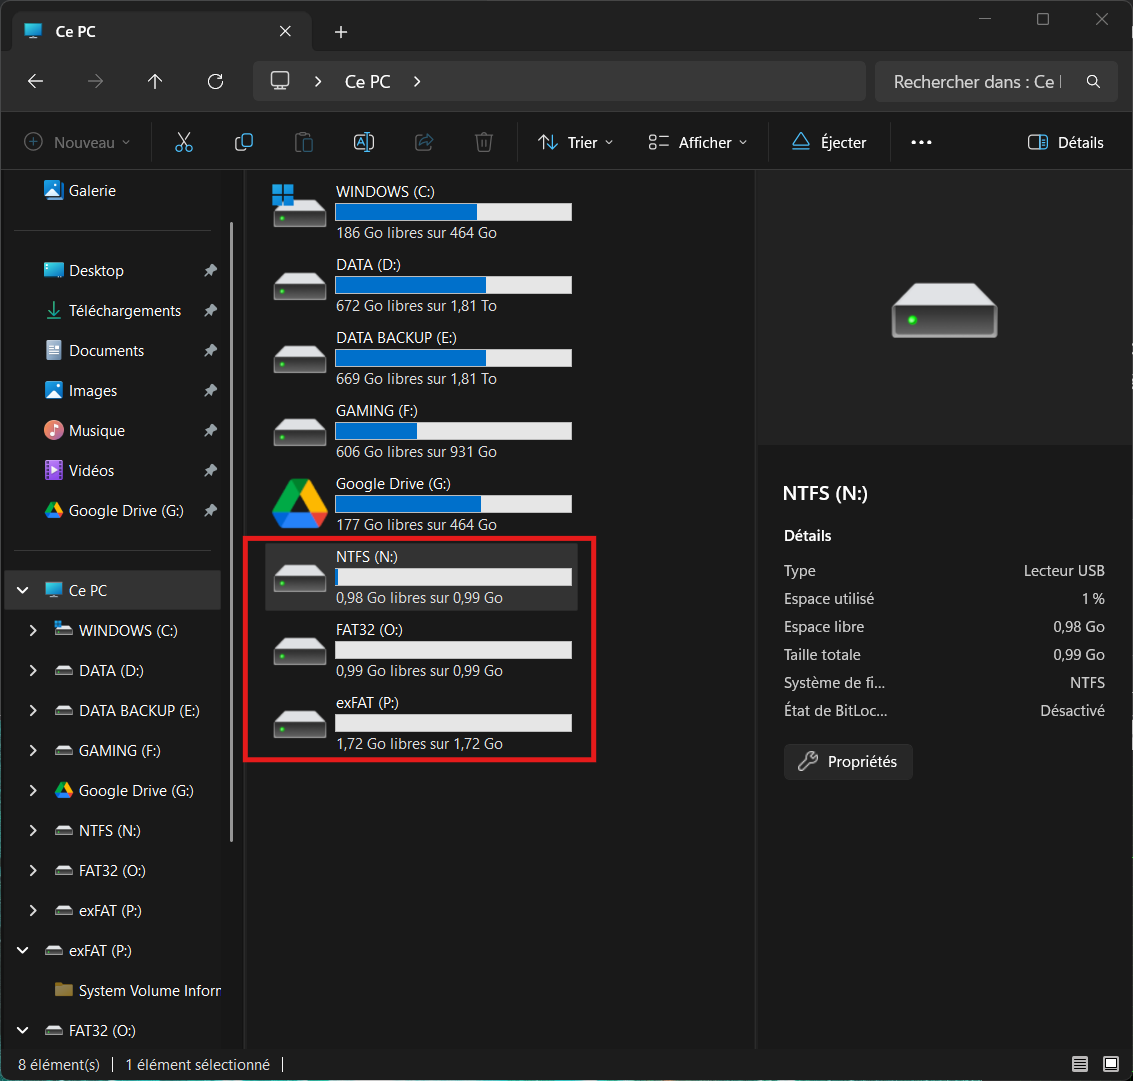 Ce PC
Ce PC
Rechercher dans : Ce
Nouveau
Trier
Afficher
Éjecter
Détails
Galerie
Desktop
Téléchargements
Documents
Images
Musique
Vidéos
Google Drive (G:)
Ce PC
WINDOWS (C:)
DATA (D:)
DATA BACKUP (E:)
GAMING (F:)
Google Drive (G:)
NTFS (N:)
FAT32 (O:)
exFAT (P:)
exFAT (P:)
System Volume Inforr
FAT32 (O:)
WINDOWS (C:)
186 Go libres sur 464 Go
DATA (D:)
672 Go libres sur 1,81 To
DATA BACKUP (E:)
669 Go libres sur 1,81 To
GAMING (F:)
606 Go libres sur 931 Go
Google Drive (G:)
177 Go libres sur 464 Go
NTFS (N:)
0,98 Go libres sur 0,99 Go
FAT32 (O:)
0,99 Go libres sur 0,99 Go
exFAT (P:)
1,72 Go libres sur 1,72 Go
NTFS (N:)
Détails
Type Lecteur USB
Espace utilisé 1 %
Espace libre 0,98 Go
Taille totale 0,99 Go
Système de fi... NTFS
État de BitLoc... Désactivé
Propriétés
8 élément(s) 1 élément sélectionné